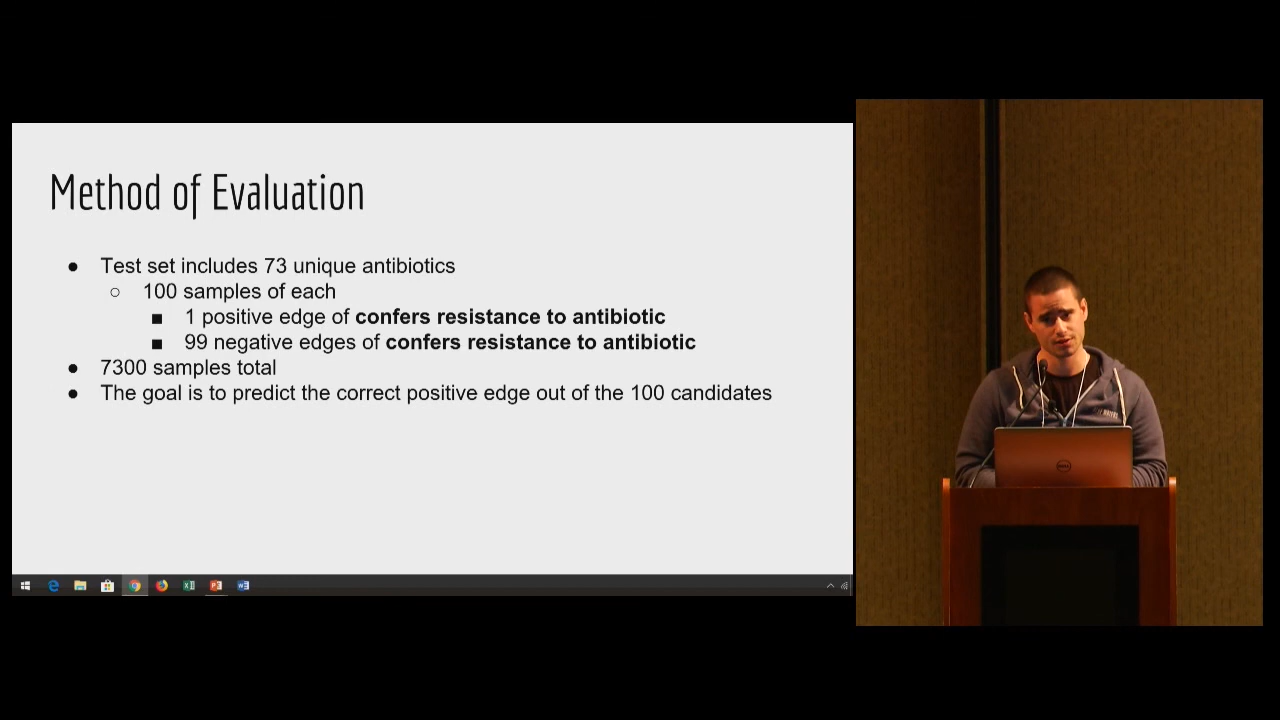 Method of Evaluation
● Test set includes 73 unique antibiotics
○ 100 samples of each
■ 1 positive edge of confers resistance to antibiotic
■ 99 negative edges of confers resistance to antibiotic
● 7300 samples total
● The goal is to predict the correct positive edge out of the 100 candidates
DELL